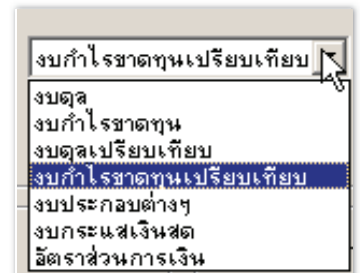 งบกำไรขาดทุนเปรียบเทียบ
งบดุล
งบกำไรขาดทุน
งบดุลเปรียบเทียบ
งบกำไรขาดทุนเปรียบเทียบ
งบประกอบต่างๆ
งบกระแสเงินสด
อัตราส่วนการเงิน